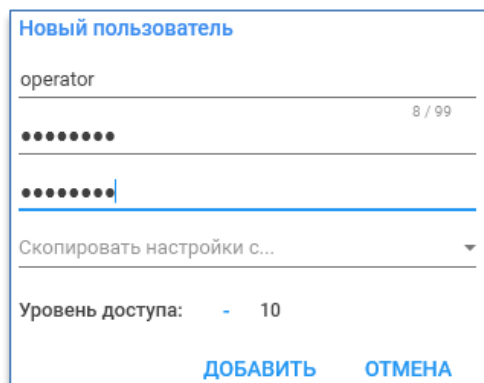 Новый пользователь
operator
8 / 99
●●●●●●●●
●●●●●●●●
Скопировать настройки с...
Уровень доступа: - 10
ДОБАВИТЬ ОТМЕНА